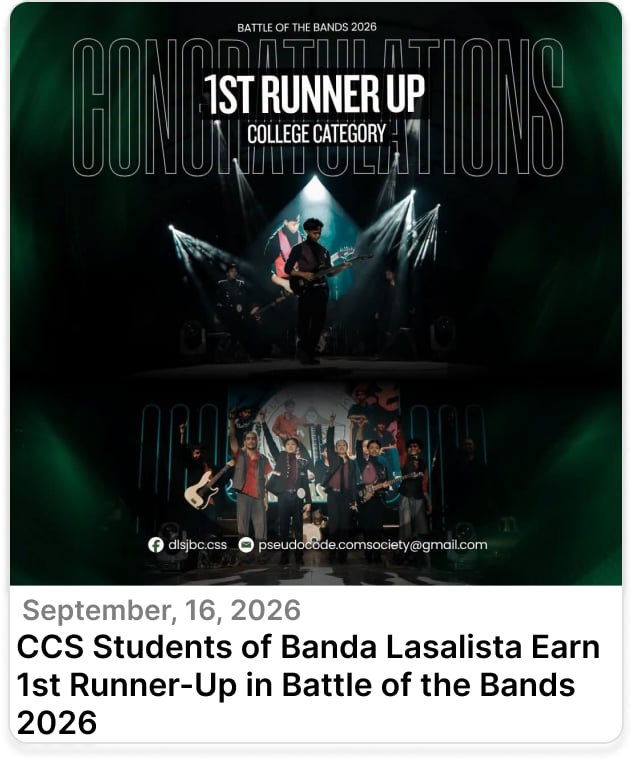 BATTLE OF THE BANDS 2026
CONGRATULATIONS
1ST RUNNER UP
COLLEGE CATEGORY
dlsjbc.css pseudocode.comsociety@gmail.com
September, 16, 2026
CCS Students of Banda Lasalista Earn
1st Runner-Up in Battle of the Bands
2026